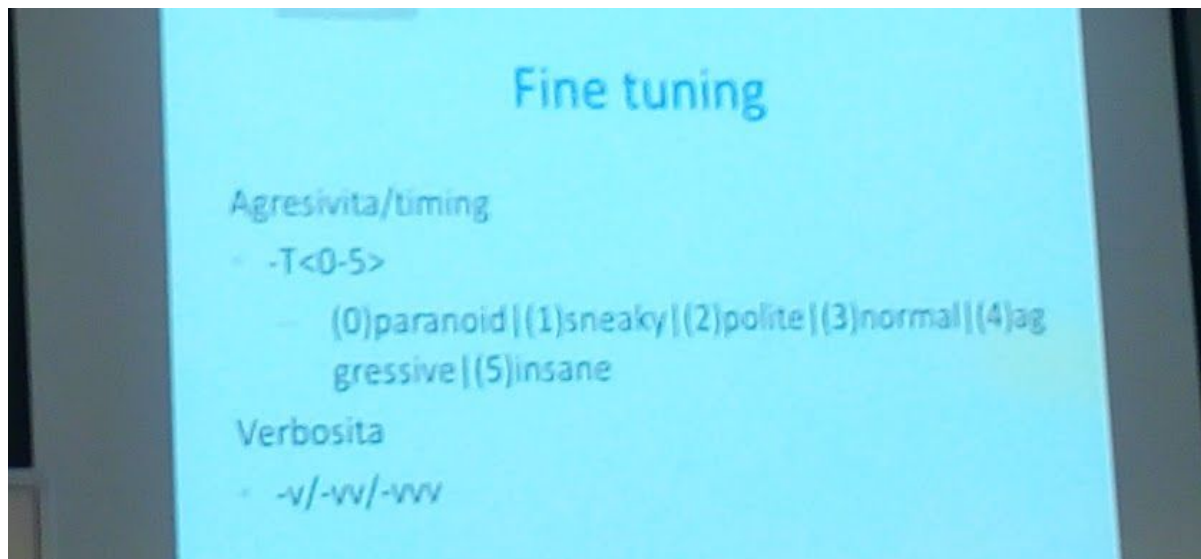 Fine tuning
Agresivita/timing
-T<0-5>
(0)paranoid|(1)sneaky|(2)polite|(3)normal|(4)ag
gressive|(5)insane
Verbosita
-v/-vv/-vvv